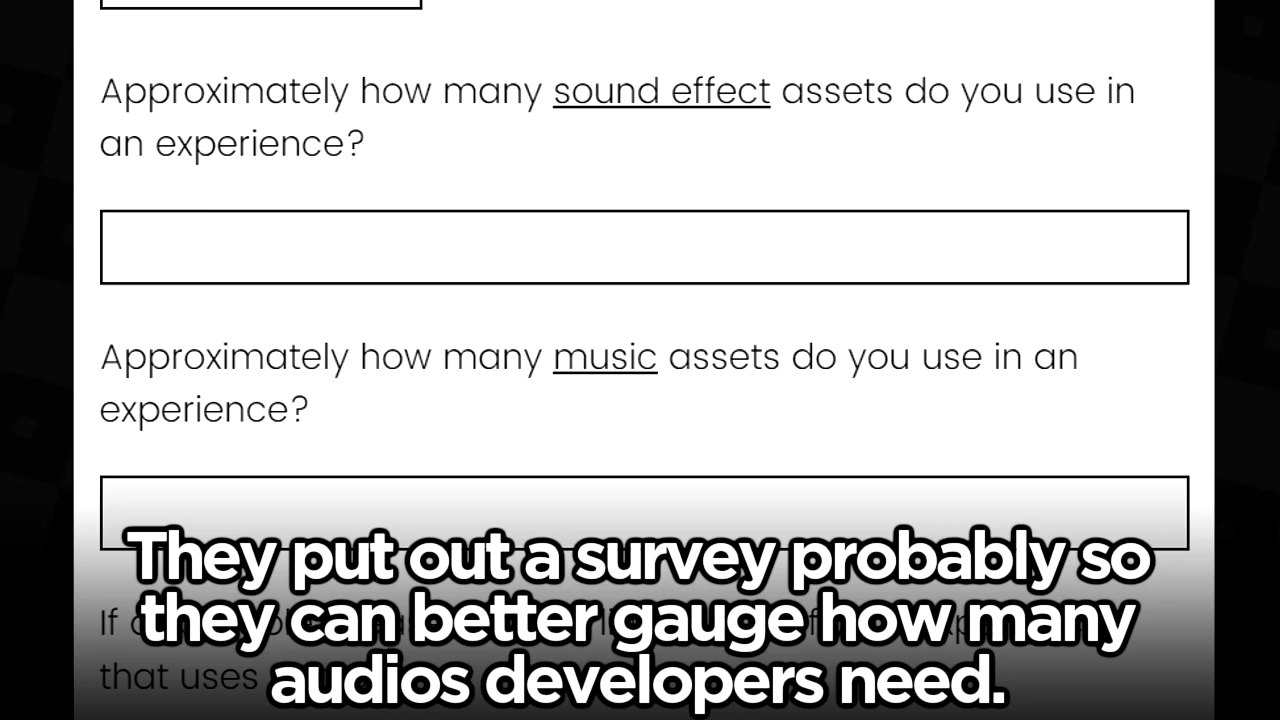 Approximately how many sound effect assets do you use in
an experience?
Approximately how many music assets do you use in an
experience?
They put out a survey probably so
they can better gauge how many
audios developers need.
If
that uses